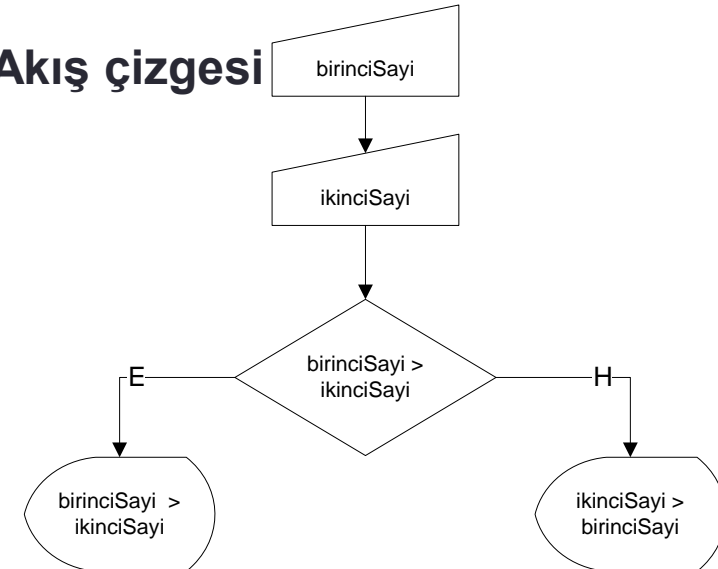 Akış çizgesi
birinciSayi
ikinciSayi
birinciSayi >
ikinciSayi
E
H
birinciSayi >
ikinciSayi
ikinciSayi >
birinciSayi